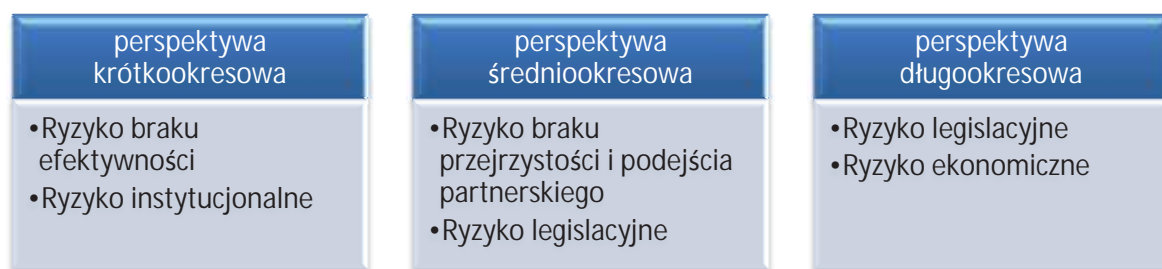 perspektywa
krótkookresowa
•Ryzyko braku
efektywności
•Ryzyko instytucjonalne
perspektywa
średniookresowa
•Ryzyko braku
przejrzystości i podejścia
partnerskiego
•Ryzyko legislacyjne
perspektywa
długookresowa
•Ryzyko legislacyjne
•Ryzyko ekonomiczne